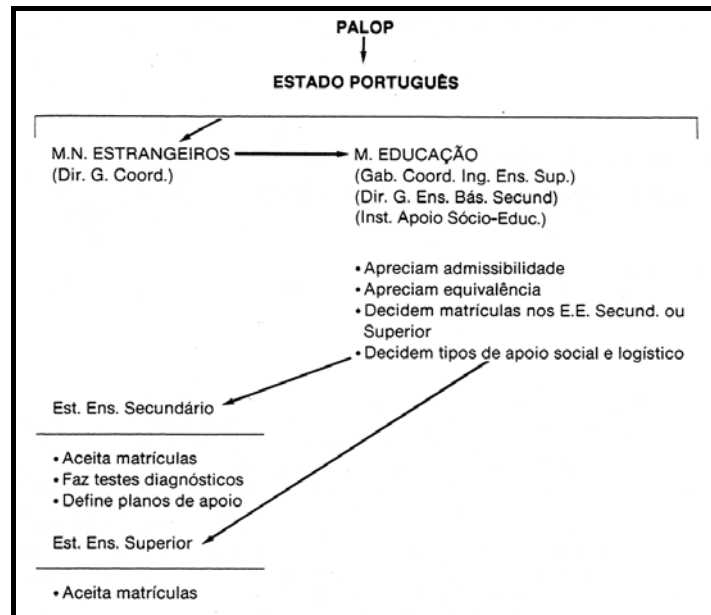 PALOP
ESTADO PORTUGUÊS
M.N. ESTRANGEIROS
(Dir. G. Coord.)
M. EDUCAÇÃO
(Gab. Coord. Ing. Ens. Sup.)
(Dir. G. Ens. Bás. Secund)
(Inst. Apoio Sócio-Educ.)
• Apreciam admissibilidade
• Apreciam equivalência
• Decidem matrículas nos E.E. Secund. ou
Superior
• Decidem tipos de apoio social e logístico
Est. Ens. Secundário
• Aceita matrículas
• Faz testes diagnósticos
• Define planos de apoio
Est. Ens. Superior
• Aceita matrículas